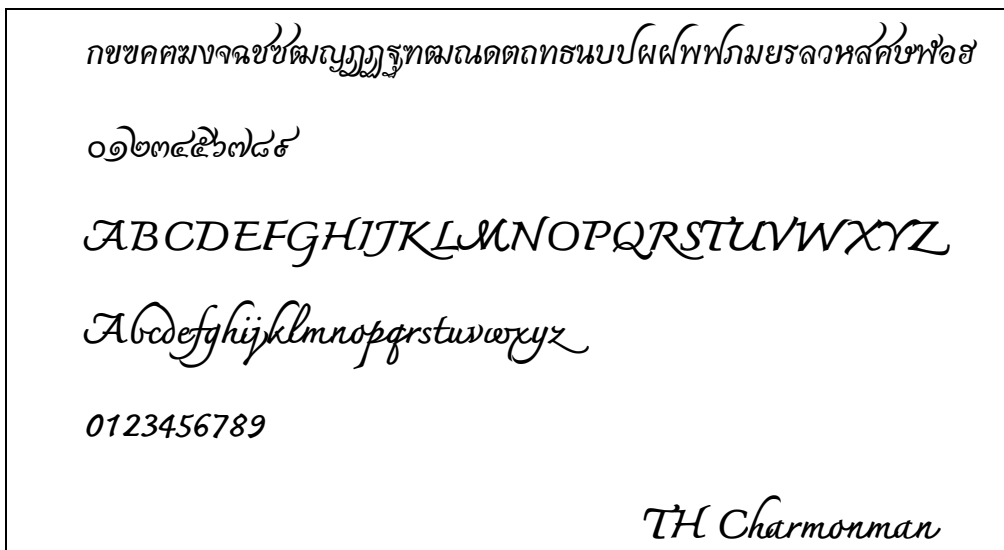 กขฃคฅฆงจฉชซฌญฎฏฐฑฒณดตถทธนบปผฝพฟภมยรลวหสศษฬอฮ
๐๑๒๓๔๕๖๗๘๙
ABCDEFGHIJKLMNOPQRSTUVWXYZ
Abcdefghijklmnopqrstuvwxyz
0123456789
TH Charmonman